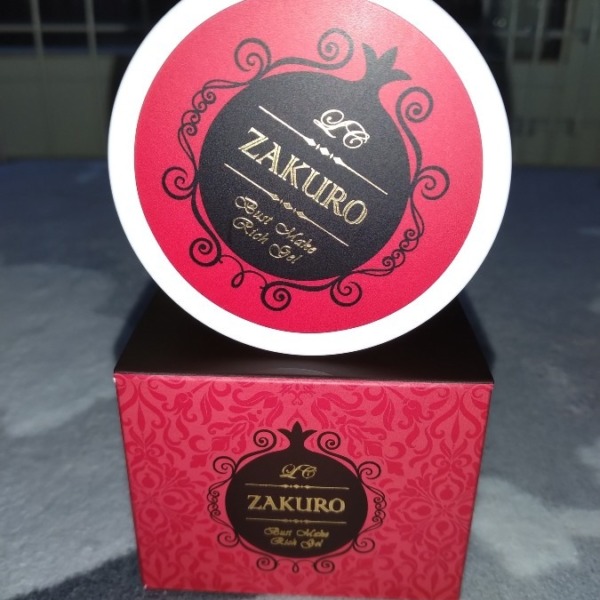 LC
ZAKURO
Bust Make
Rich Gel
LC
ZAKURO
Bust Make
Rich Gel